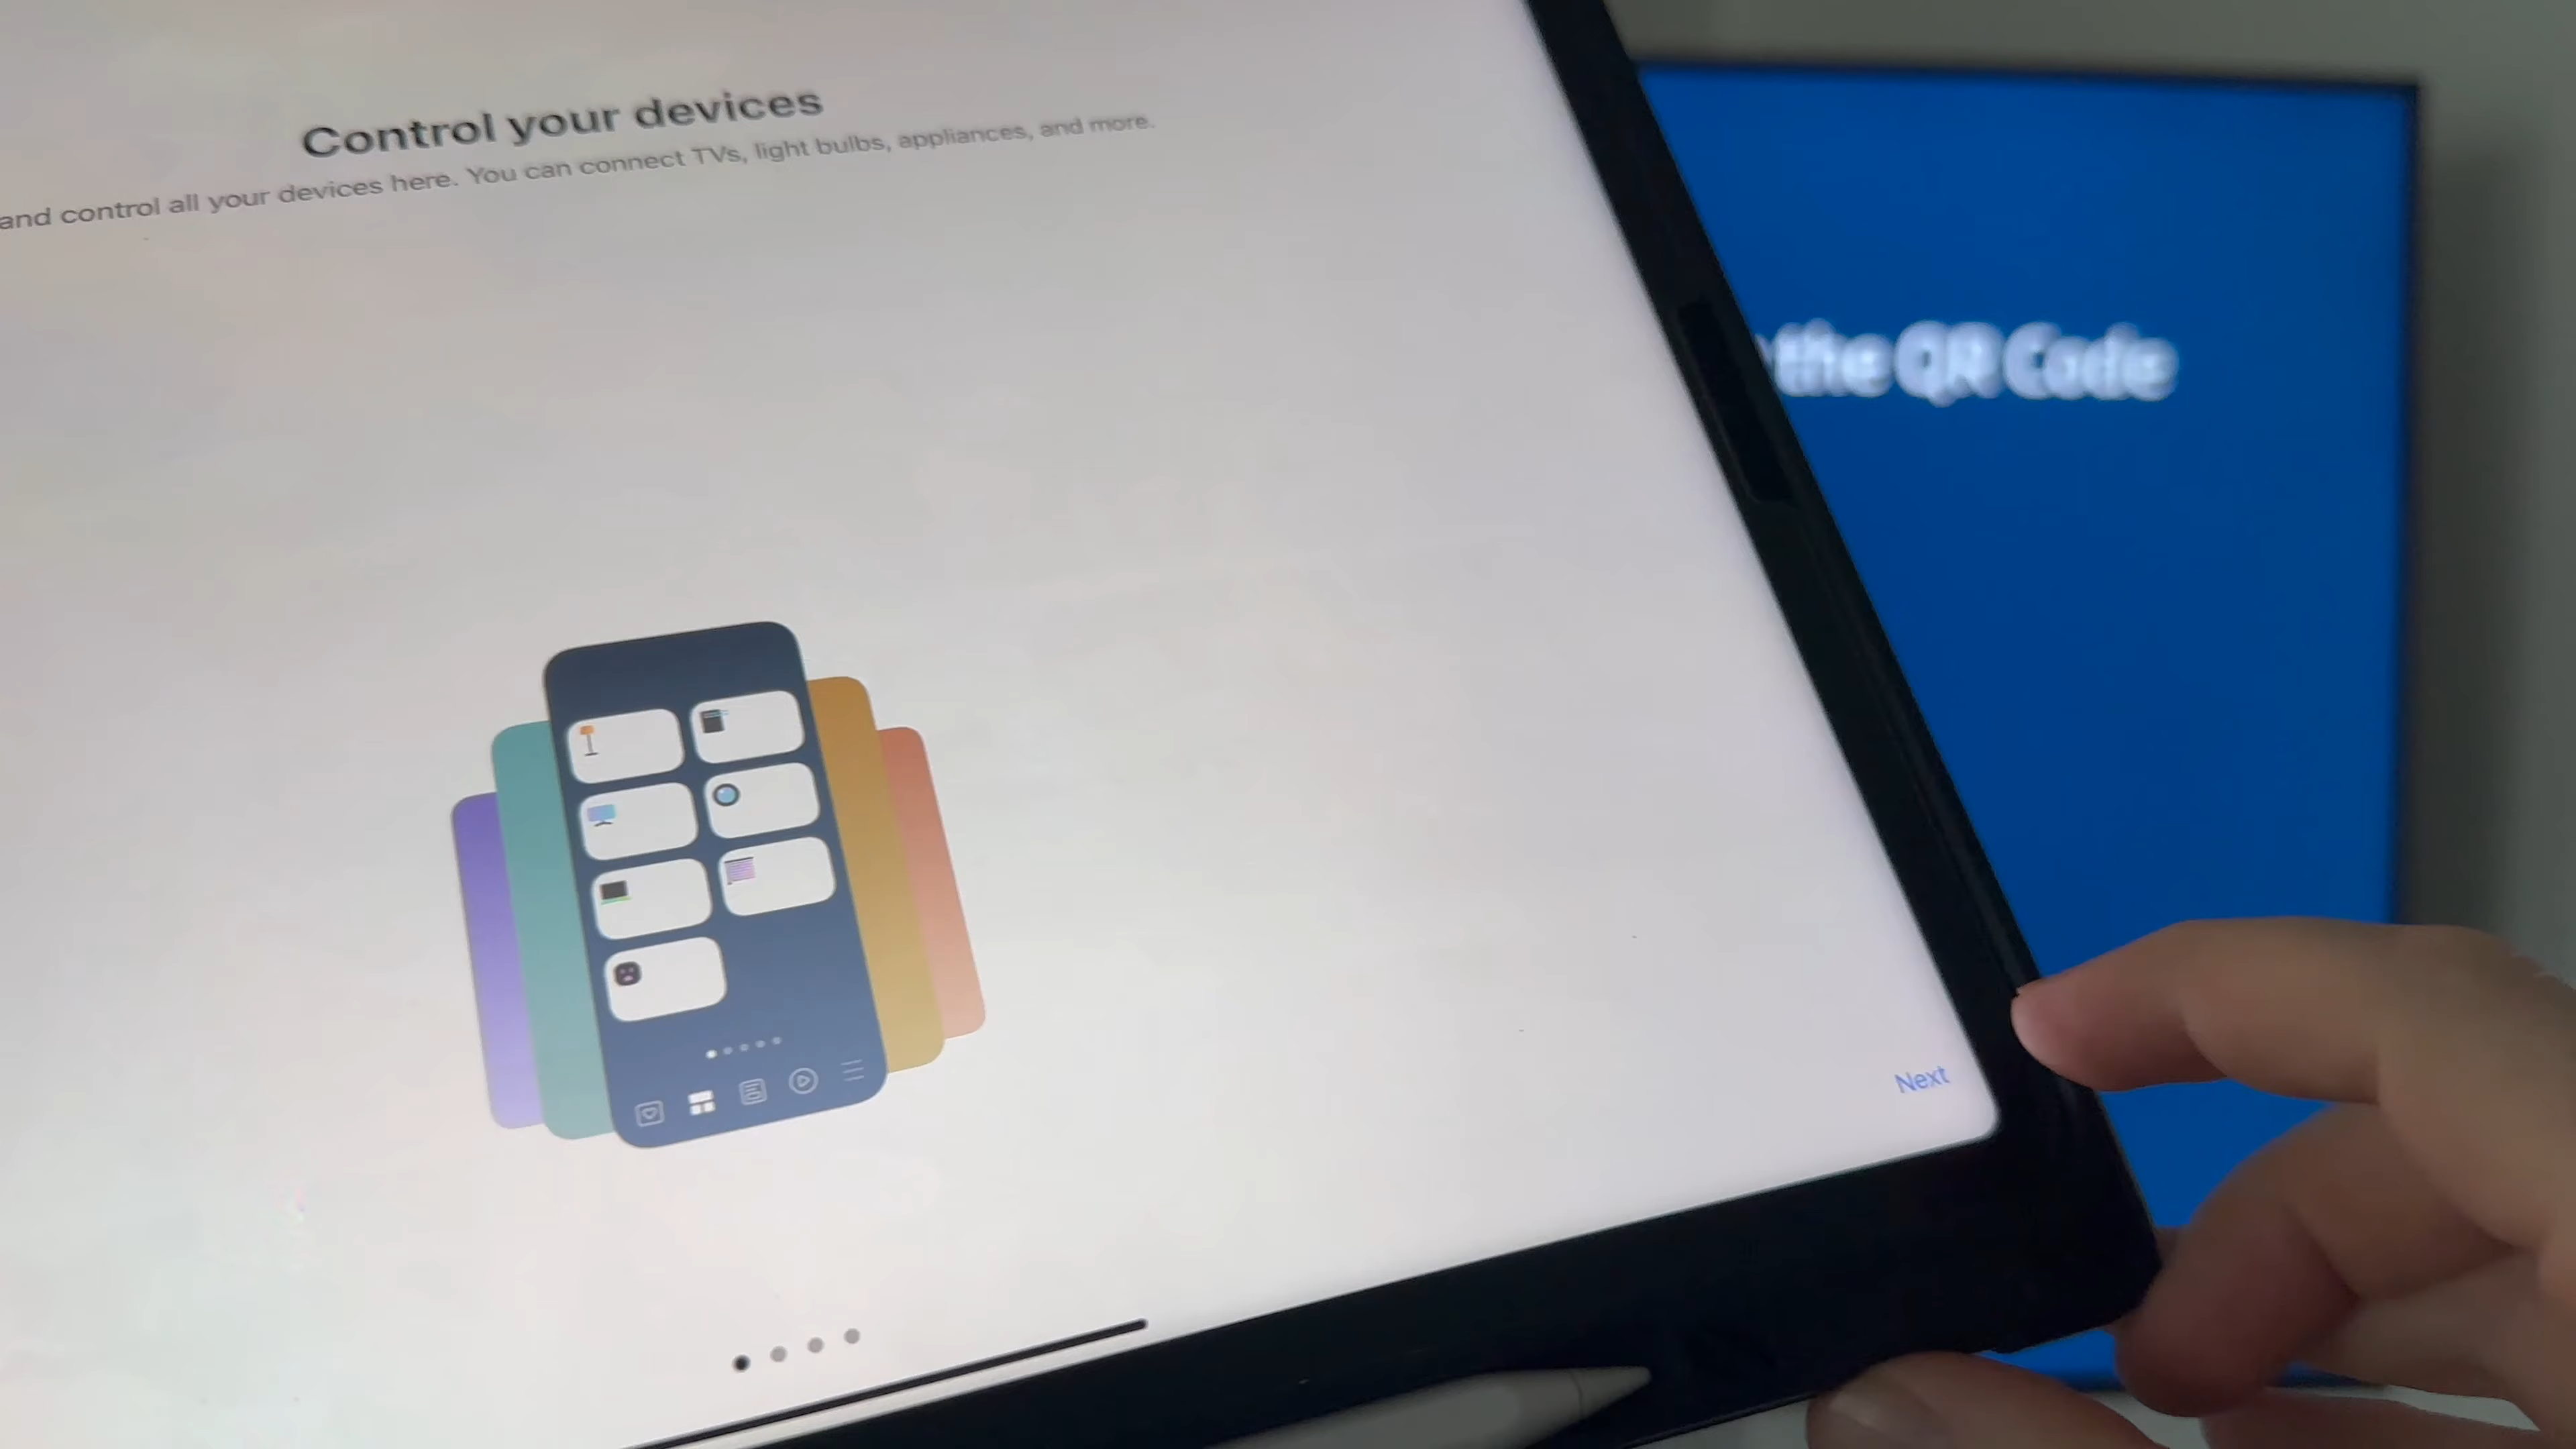 Control your devices
and control all your devices here. You can connect TVs, light bulbs, appliances, and more.
the QR Code
Next